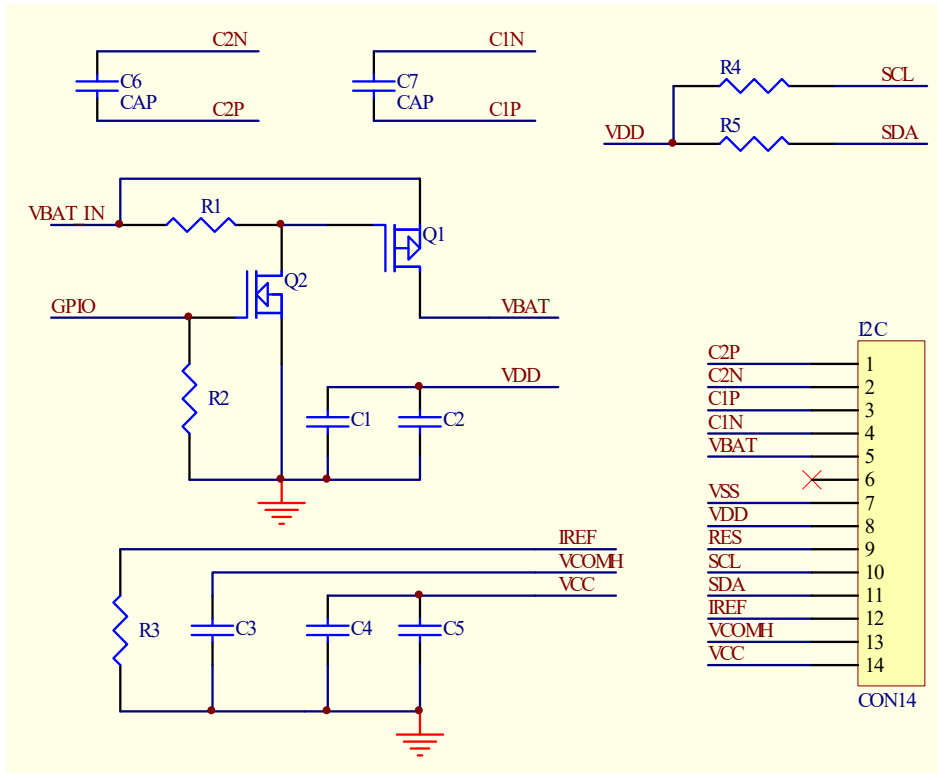 C2N
C6
CAP
C2P
C1N
C7
CAP
C1P
R4
SCL
VDD
R5
SDA
VBAT IN
R1
Q1
Q2
GPIO
VBAT
R2
VDD
C1
C2
I2C
C2P 1
C2N 2
C1P 3
C1N 4
VBAT 5
6
VSS 7
VDD 8
RES 9
SCL 10
SDA 11
IREF 12
VCOMH 13
VCC 14
CON14
IREF
VCOMH
VCC
R3
C3
C4
C5